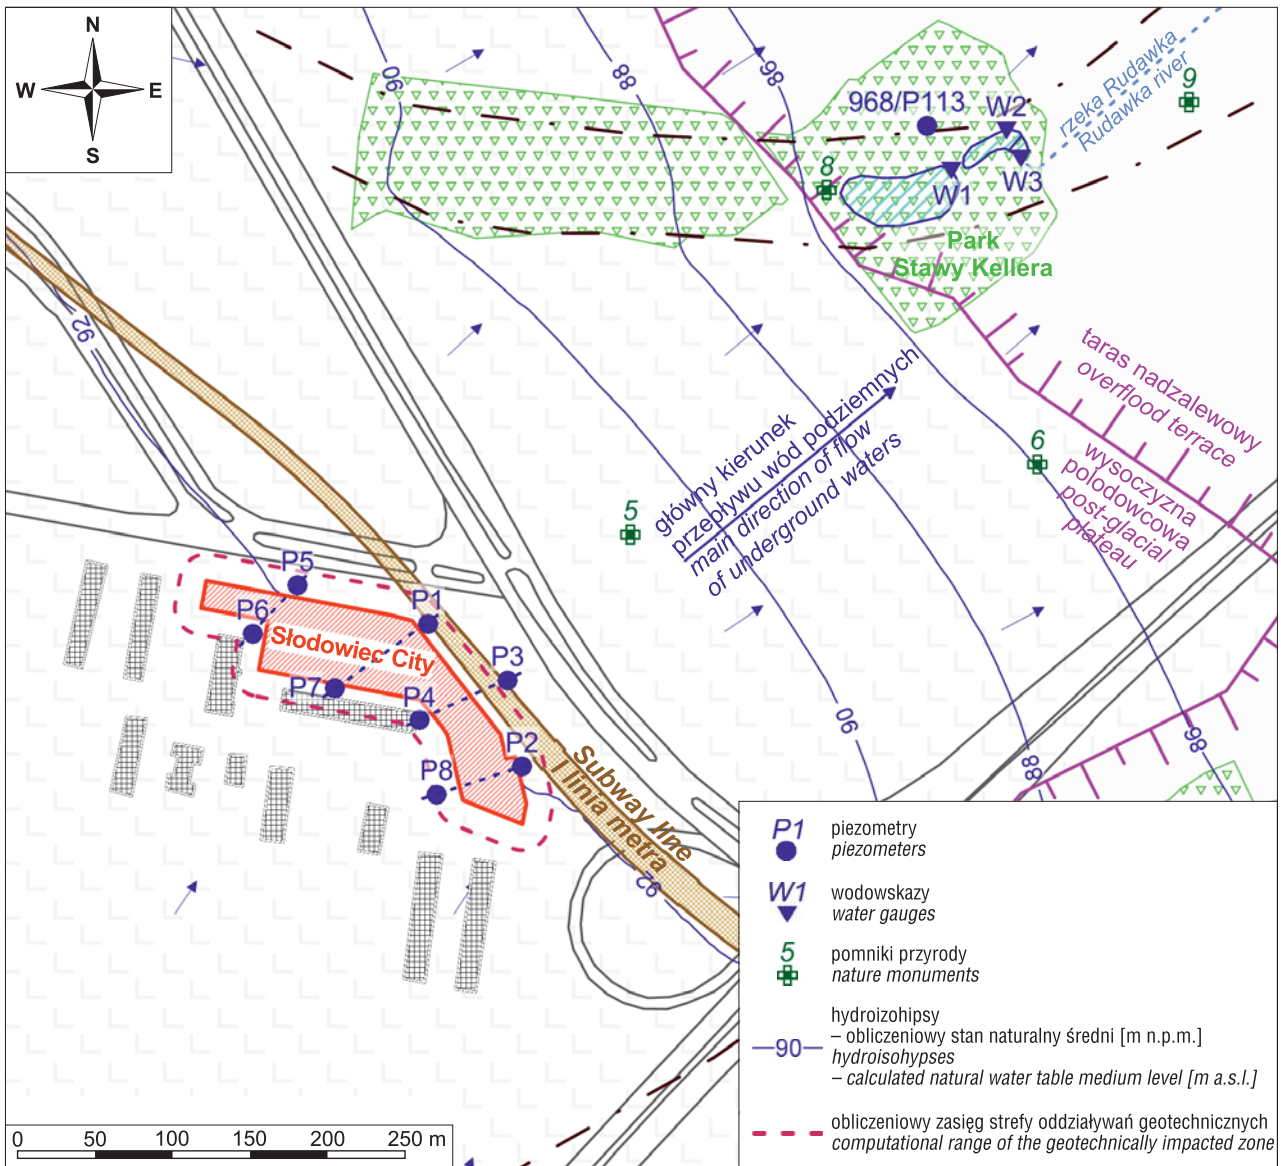 N
W
E
S
90
88
86
968/P113
W2
rzeka Rudawka
Rudawka river
9
8
W1
W3
Park
Stawy Kellera
92
główny kierunek
przepływu wód podziemnych
main direction of flow
of underground waters
taras nadzalewowy
overflood terrace
6
wysoczyzna
polodowcowa
post-glacial
plateau
5
P5
P6
P1
Słodowiec City
P3
P7
P4
P2
P8
Subway line
I linia metra
90
88
86
92
P1
piezometry
piezometers
W1
wodowskazy
water gauges
5
pomniki przyrody
nature monuments
hydroizohipsy
– obliczeniowy stan naturalny średni [m n.p.m.]
90
hydroisohypses
– calculated natural water table medium level [m a.s.l.]
obliczeniowy zasięg strefy oddziaływań geotechnicznych
computational range of the geotechnically impacted zone
0 50 100 150 200 250 m